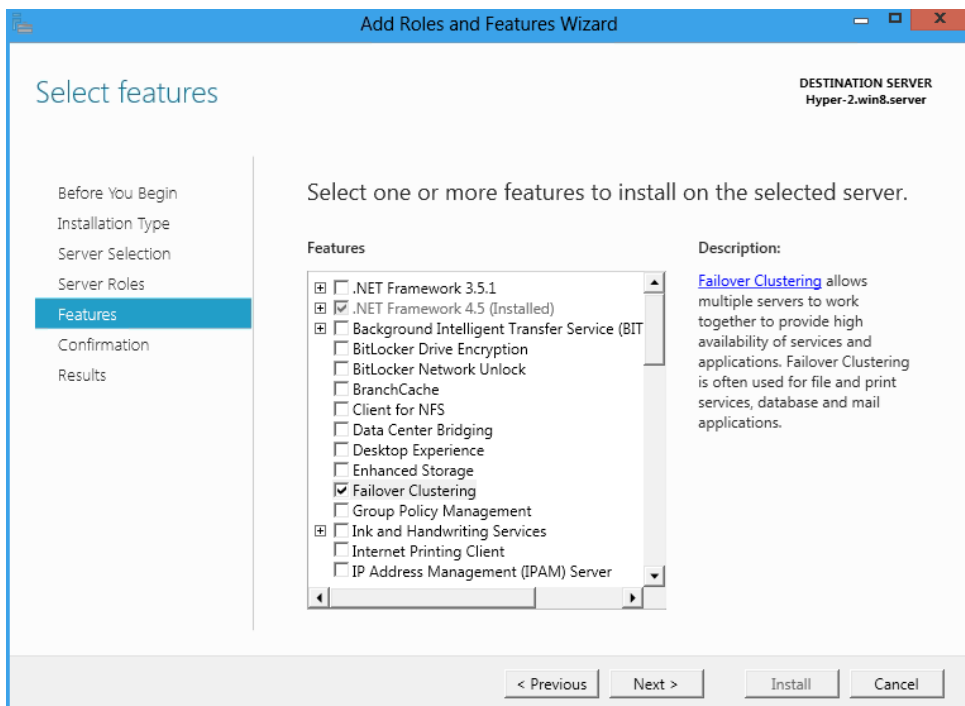 Add Roles and Features Wizard
Select features
DESTINATION SERVER
Hyper-2.win8.server
Before You Begin
Installation Type
Server Selection
Server Roles
Features
Confirmation
Results
Select one or more features to install on the selected server.
Features
.NET Framework 3.5.1
.NET Framework 4.5 (Installed)
Background Intelligent Transfer Service (BIT
BitLocker Drive Encryption
BitLocker Network Unlock
BranchCache
Client for NFS
Data Center Bridging
Desktop Experience
Enhanced Storage
Failover Clustering
Group Policy Management
Ink and Handwriting Services
Internet Printing Client
IP Address Management (IPAM) Server
Description:
Failover Clustering allows
multiple servers to work
together to provide high
availability of services and
applications. Failover Clustering
is often used for file and print
services, database and mail
applications.
< Previous
Next >
Install
Cancel